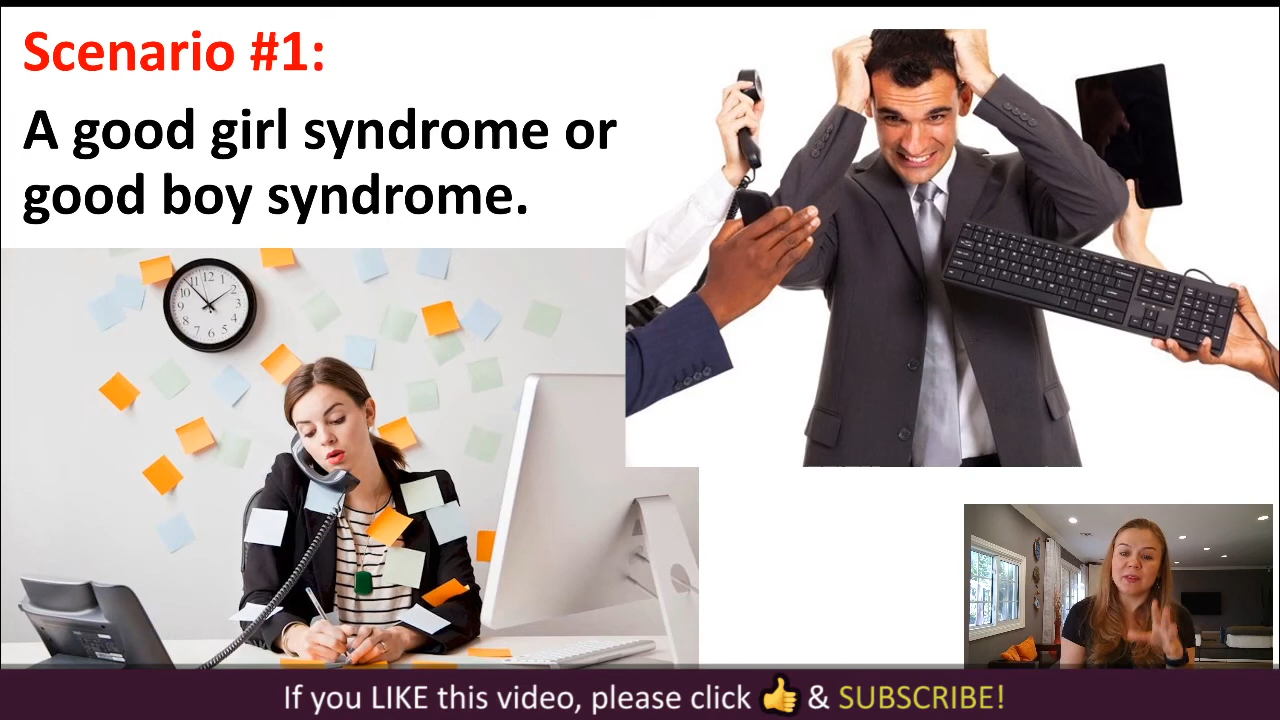 Scenario #1:
A good girl syndrome or
good boy syndrome.
If you LIKE this video, please click 👍 & SUBSCRIBE!